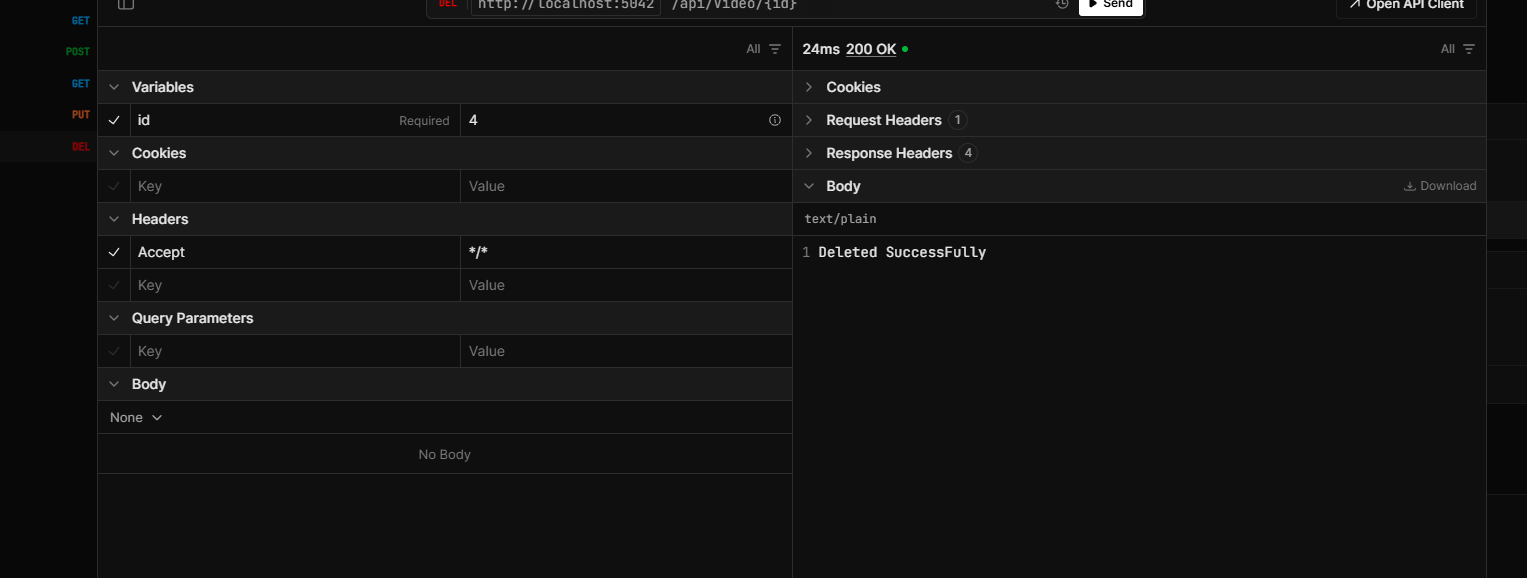 DEL http://localhost:5042 /api/Video/{id} Send Open API Client
GET
POST
GET
PUT
DEL
All
24ms 200 OK
All
Variables
id Required 4
Cookies
Key Value
Headers
Accept */*
Key Value
Query Parameters
Key Value
Body
None
No Body
Cookies
Request Headers 1
Response Headers 4
Body Download
text/plain
1 Deleted SuccessFully